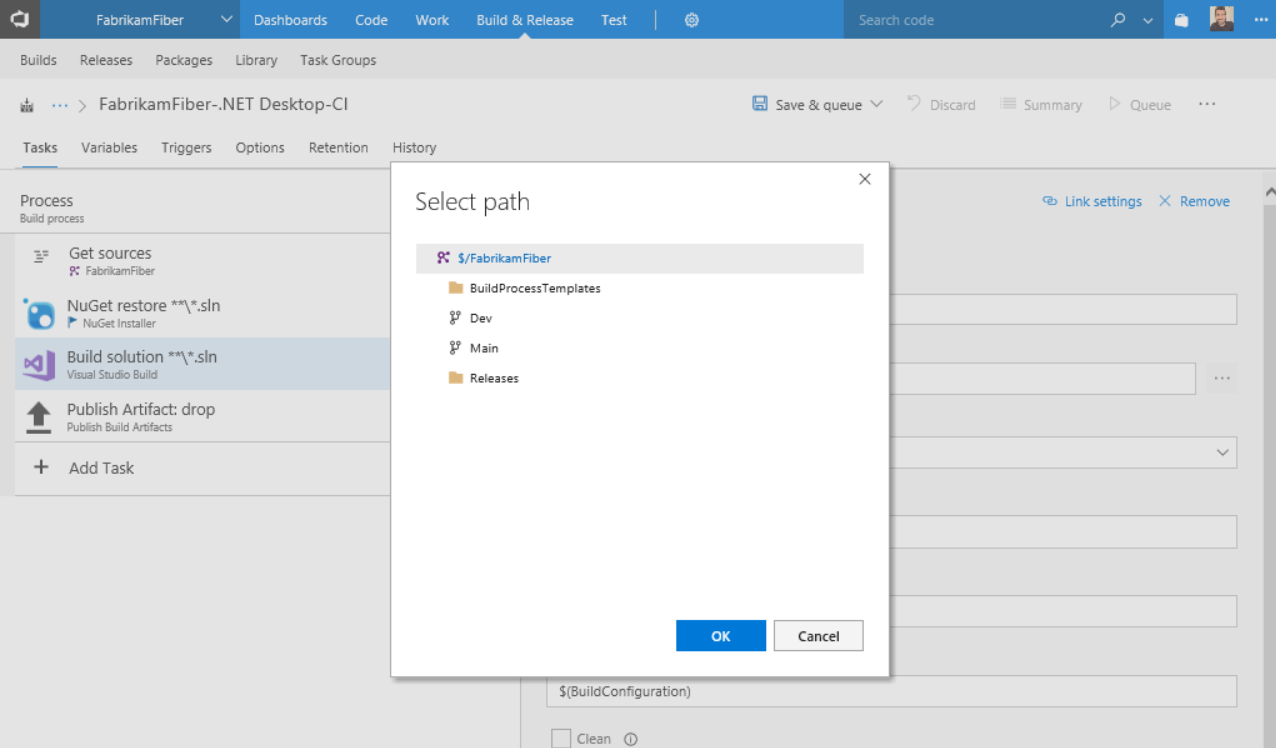 FabrikamFiber Dashboards Code Work Build & Release Test Search code
Builds Releases Packages Library Task Groups
··· > FabrikamFiber-.NET Desktop-CI Save & queue Discard Summary Queue ···
Tasks Variables Triggers Options Retention History
Process
Build process
Link settings Remove
Get sources
FabrikamFiber
NuGet restore **\*.sln
NuGet Installer
Build solution **\*.sln
Visual Studio Build
Publish Artifact: drop
Publish Build Artifacts
Add Task
Select path
$/FabrikamFiber
BuildProcessTemplates
Dev
Main
Releases
OK Cancel
$(BuildConfiguration)
Clean